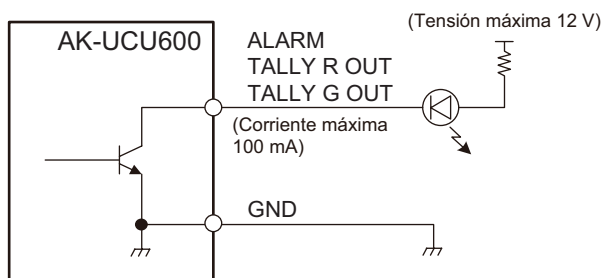 AK-UCU600
ALARM
TALLY R OUT
TALLY G OUT
(Corriente máxima
100 mA)
(Tensión máxima 12 V)
GND